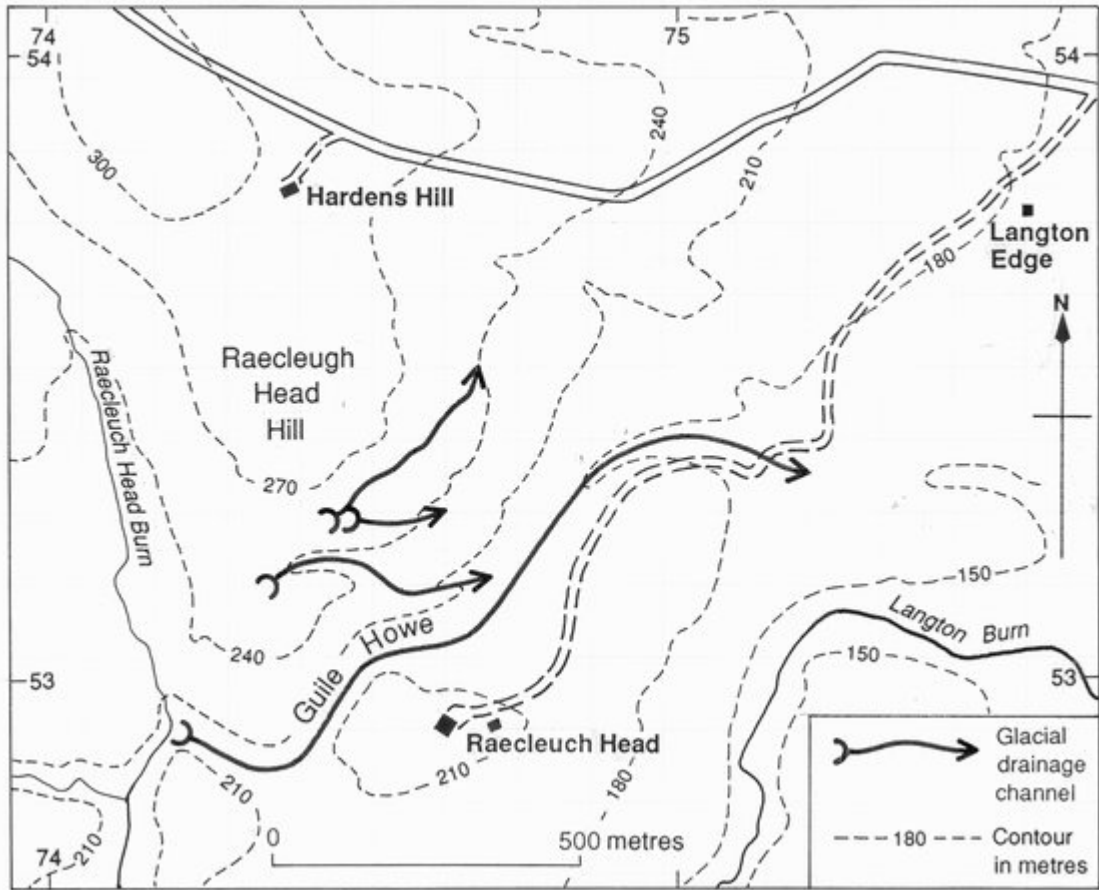 74
75
54
54
240
300
210
Hardens Hill
Langton
Edge
180
N
Raecleugh
Head
Hill
Raecleuch Head Burn
270
150
Langton Burn
Guile Howe
240
150
53
53
Raecleuch Head
210
210
180
210
0
500 metres
74
Glacial
drainage
channel
180
Contour
in metres